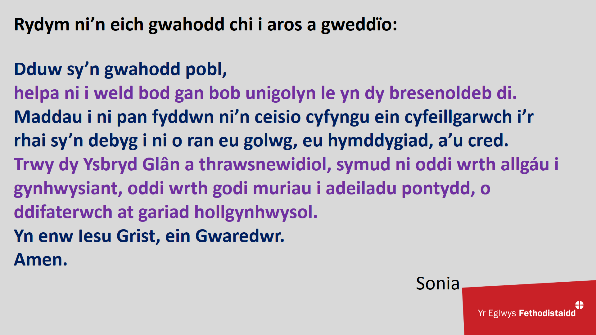 Rydym ni’n eich gwahodd chi i aros a gweddïo:
Dduw sy’n gwahodd pobl,
helpa ni i weld bod gan bob unigolyn le yn dy bresenoldeb di.
Maddau i ni pan fyddwn ni’n ceisio cyfyngu ein cyfeillgarwch i’r
rhai sy’n debyg i ni o ran eu golwg, eu hymddygiad, a’u cred.
Trwy dy Ysbryd Glân a thrawsnewidiol, symud ni oddi wrth allgáu i
gynhwysiant, oddi wrth godi muriau i adeiladu pontydd, o
ddifaterwch at gariad hollgynhwysol.
Yn enw Iesu Grist, ein Gwaredwr.
Amen.
Sonia
Yr Eglwys Fethodistaidd